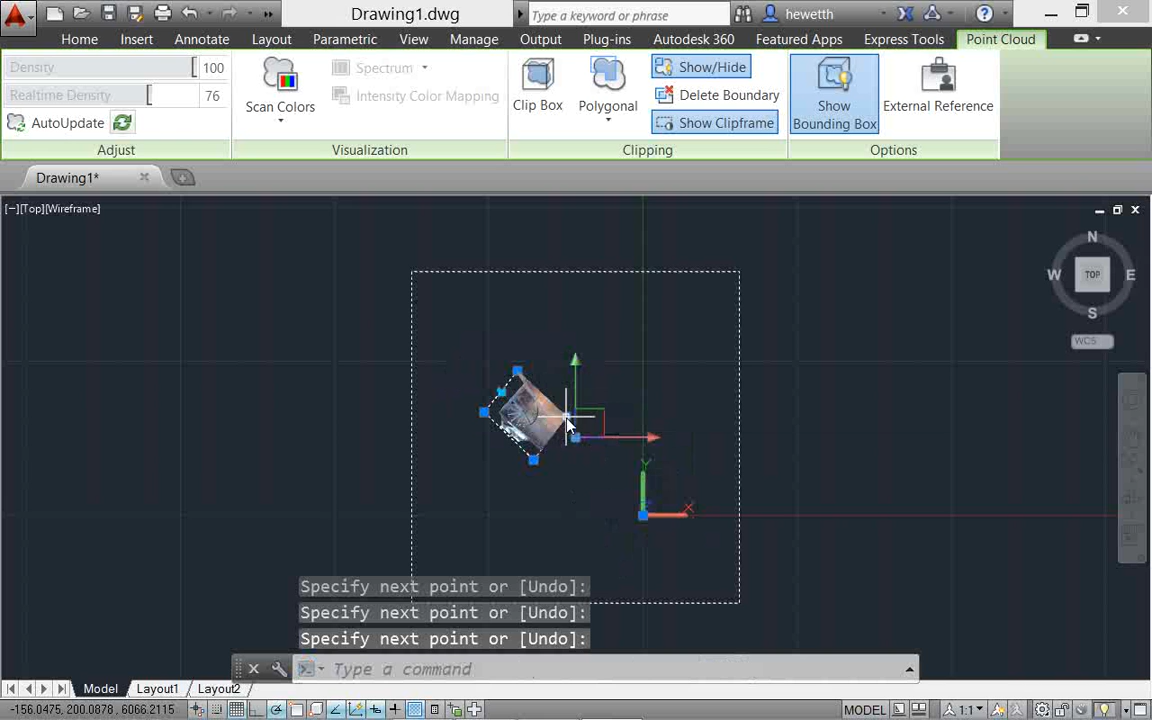 Drawing1.dwg
Type a keyword or phrase
hewetth
Home Insert Annotate Layout Parametric View Manage Output Plug-ins Autodesk 360 Featured Apps Express Tools Point Cloud
Density 100
Realtime Density 76
AutoUpdate
Scan Colors
Spectrum
Intensity Color Mapping
Clip Box
Polygonal
Show/Hide
Delete Boundary
Show Clipframe
Show
Bounding Box
External Reference
Adjust Visualization Clipping Options
Drawing1*
[−][Top][Wireframe]
N
W TOP E
S
WCS
Y
X
Specify next point or [Undo]:
Specify next point or [Undo]:
Specify next point or [Undo]:
Type a command
Model Layout1 Layout2
-156.0475, 200.0878, 6066.2115 MODEL 1:1